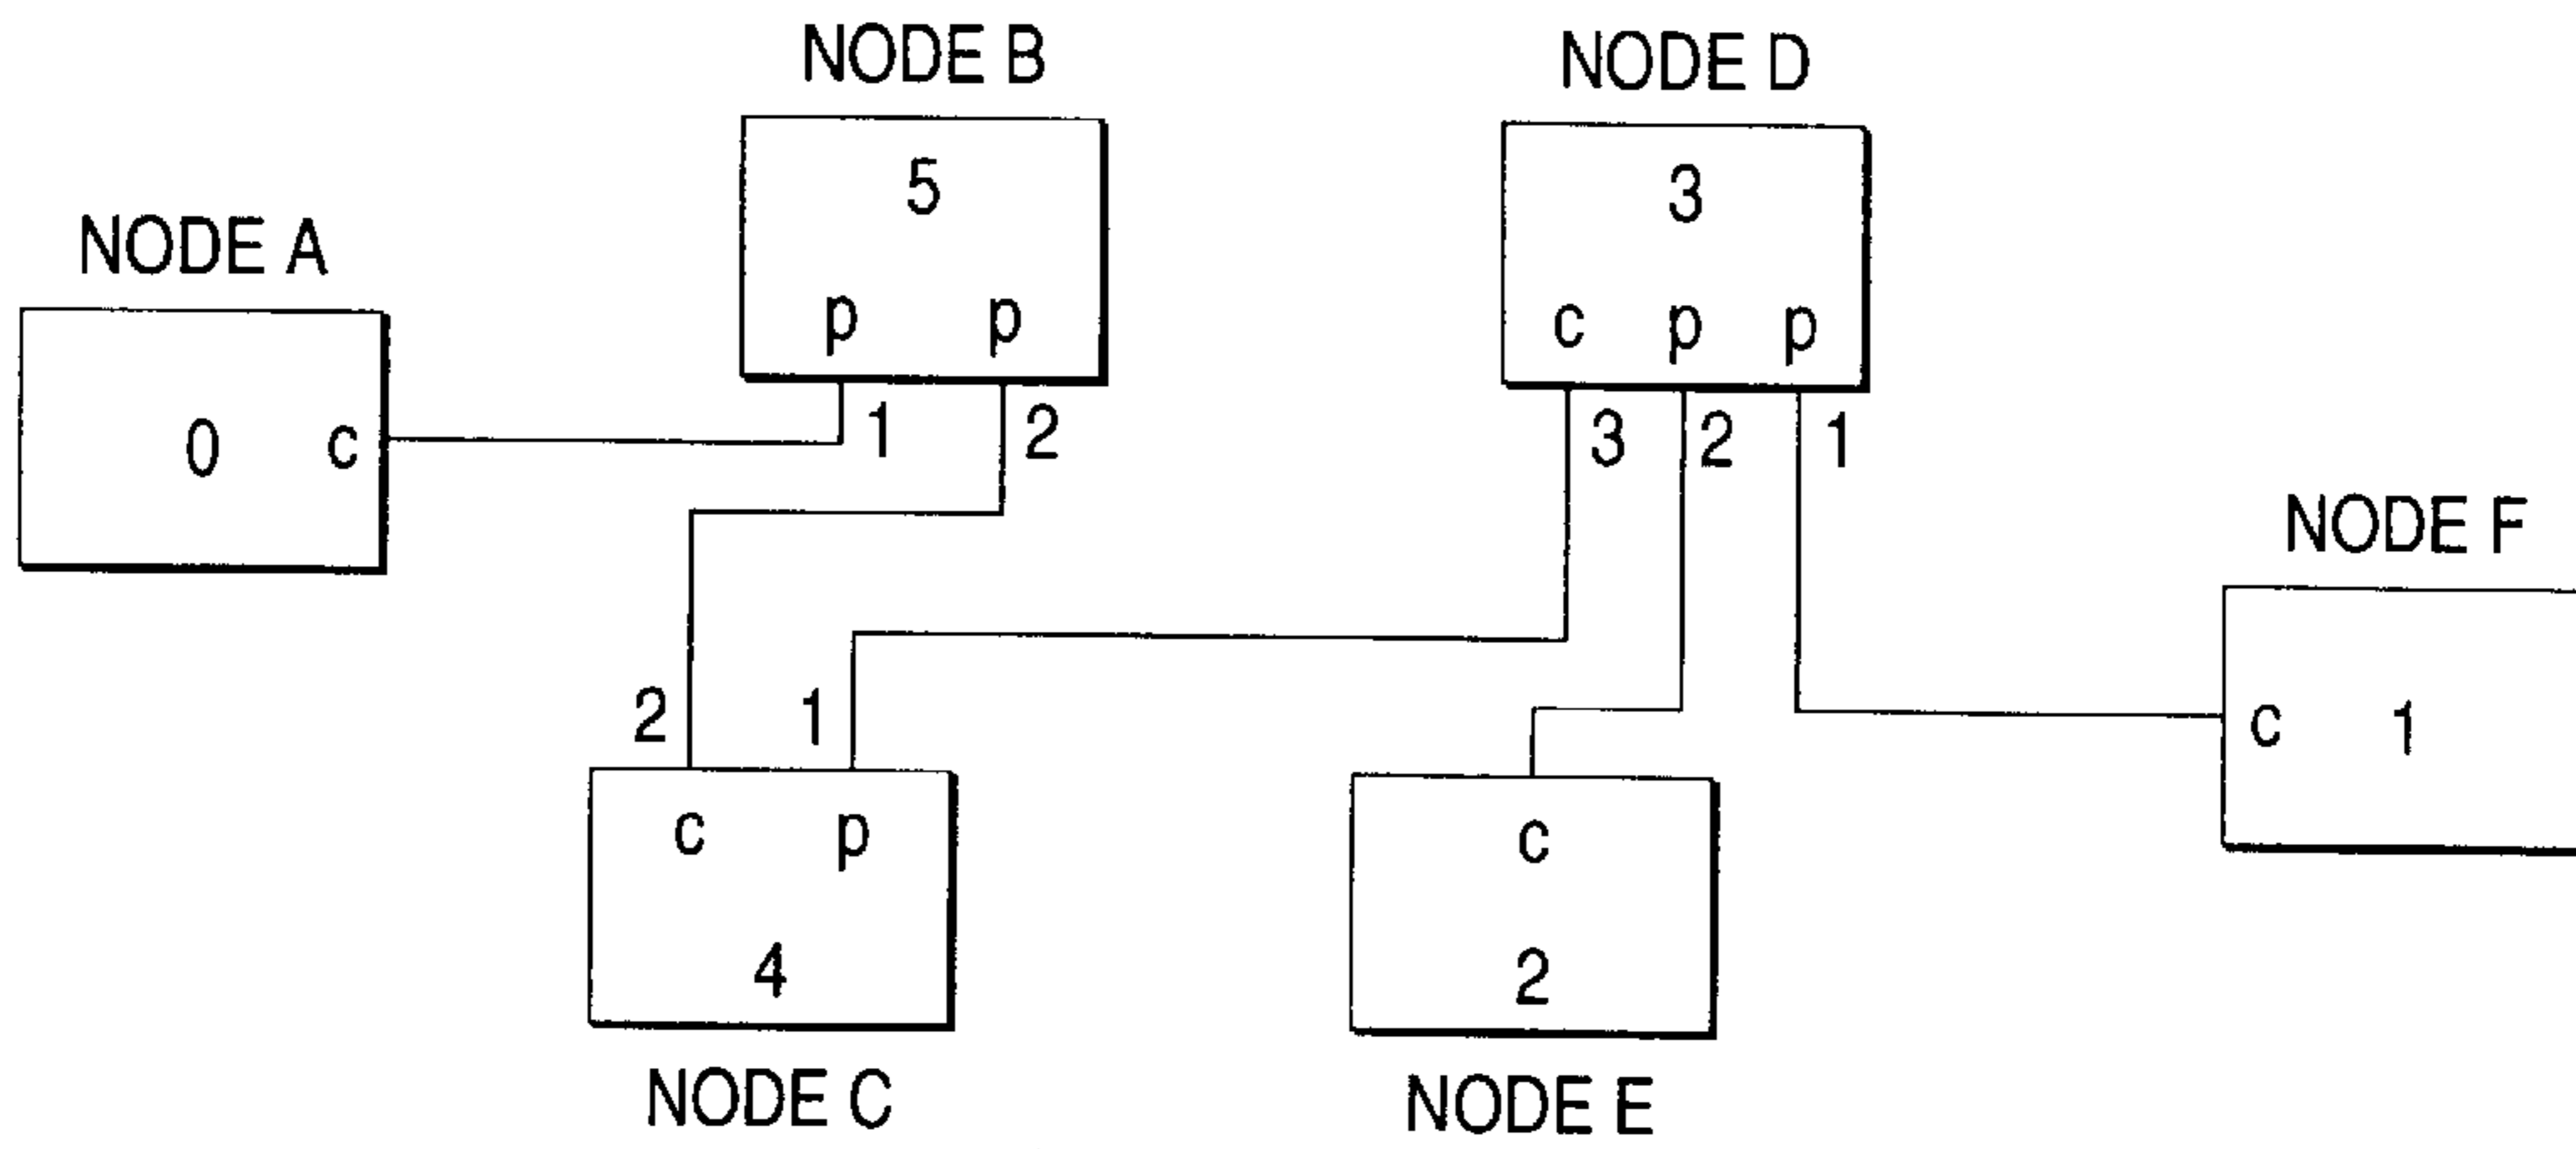 NODE B
NODE D
5
3
NODE A
p p
c p p
0 c
1 2
3 2 1
NODE F
2 1
c 1
c p
c
4
2
NODE C
NODE E